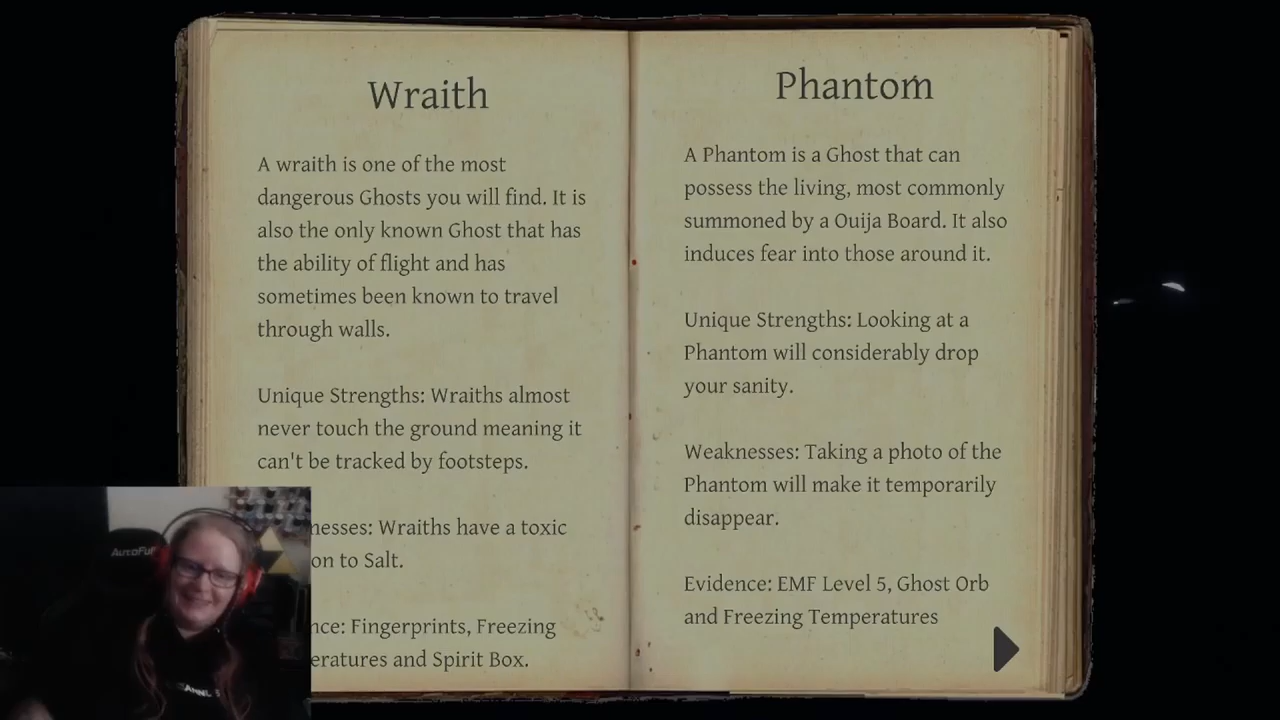 Wraith
A wraith is one of the most
dangerous Ghosts you will find. It is
also the only known Ghost that has
the ability of flight and has
sometimes been known to travel
through walls.
Unique Strengths: Wraiths almost
never touch the ground meaning it
can't be tracked by footsteps.
nesses: Wraiths have a toxic
on to Salt.
nce: Fingerprints, Freezing
eratures and Spirit Box.
Phantom
A Phantom is a Ghost that can
possess the living, most commonly
summoned by a Ouija Board. It also
induces fear into those around it.
Unique Strengths: Looking at a
Phantom will considerably drop
your sanity.
Weaknesses: Taking a photo of the
Phantom will make it temporarily
disappear.
Evidence: EMF Level 5, Ghost Orb
and Freezing Temperatures